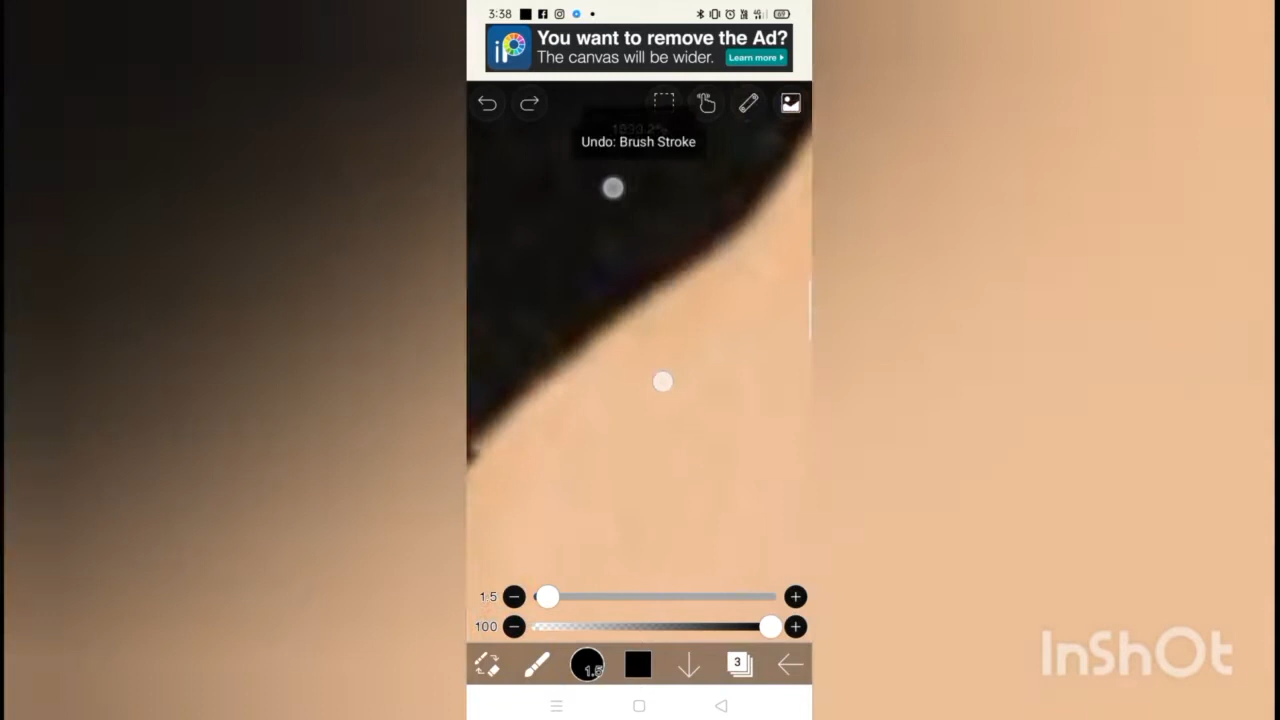 3:38
You want to remove the Ad?
The canvas will be wider.
Learn more
iP
Undo: Brush Stroke
1.5
100
1.5
3
InShOt